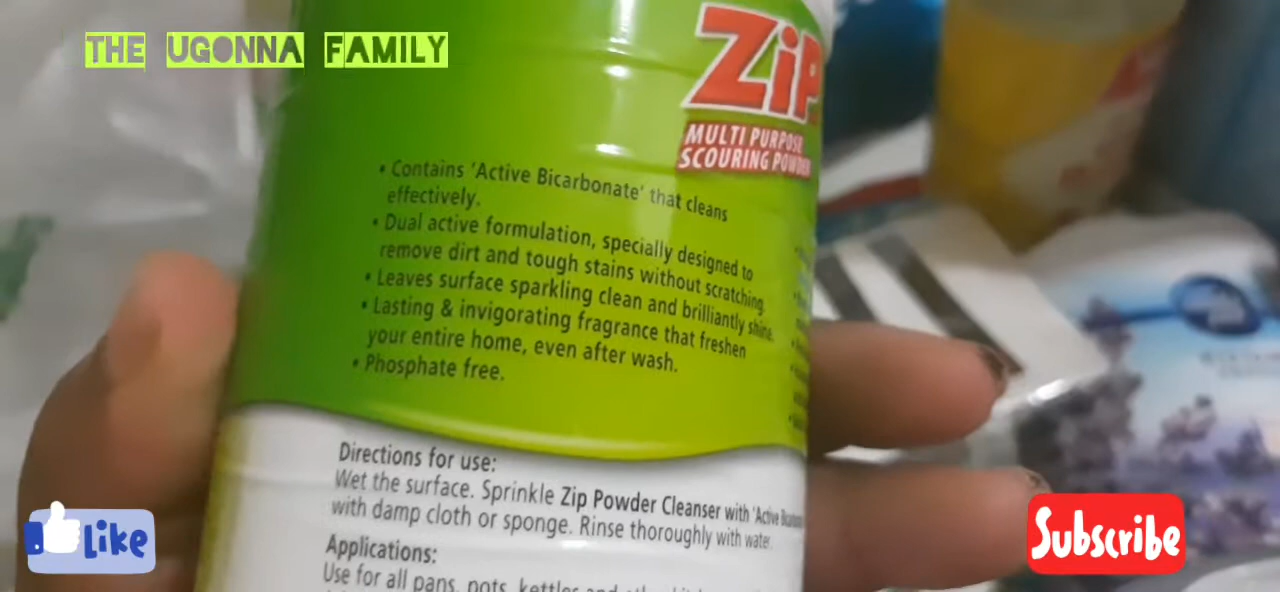 THE UGONNA FAMILY
ZiP
MULTI PURPOSE
SCOURING POWDER
• Contains 'Active Bicarbonate' that cleans
effectively.
• Dual active formulation, specially designed to
remove dirt and tough stains without scratching.
• Leaves surface sparkling clean and brilliantly shine.
• Lasting & invigorating fragrance that freshen
your entire home, even after wash.
• Phosphate free.
Directions for use:
Wet the surface. Sprinkle Zip Powder Cleanser with 'Active
with damp cloth or sponge. Rinse thoroughly with water.
Applications:
Use for all pans, pots, kettles and
Like
Subscribe